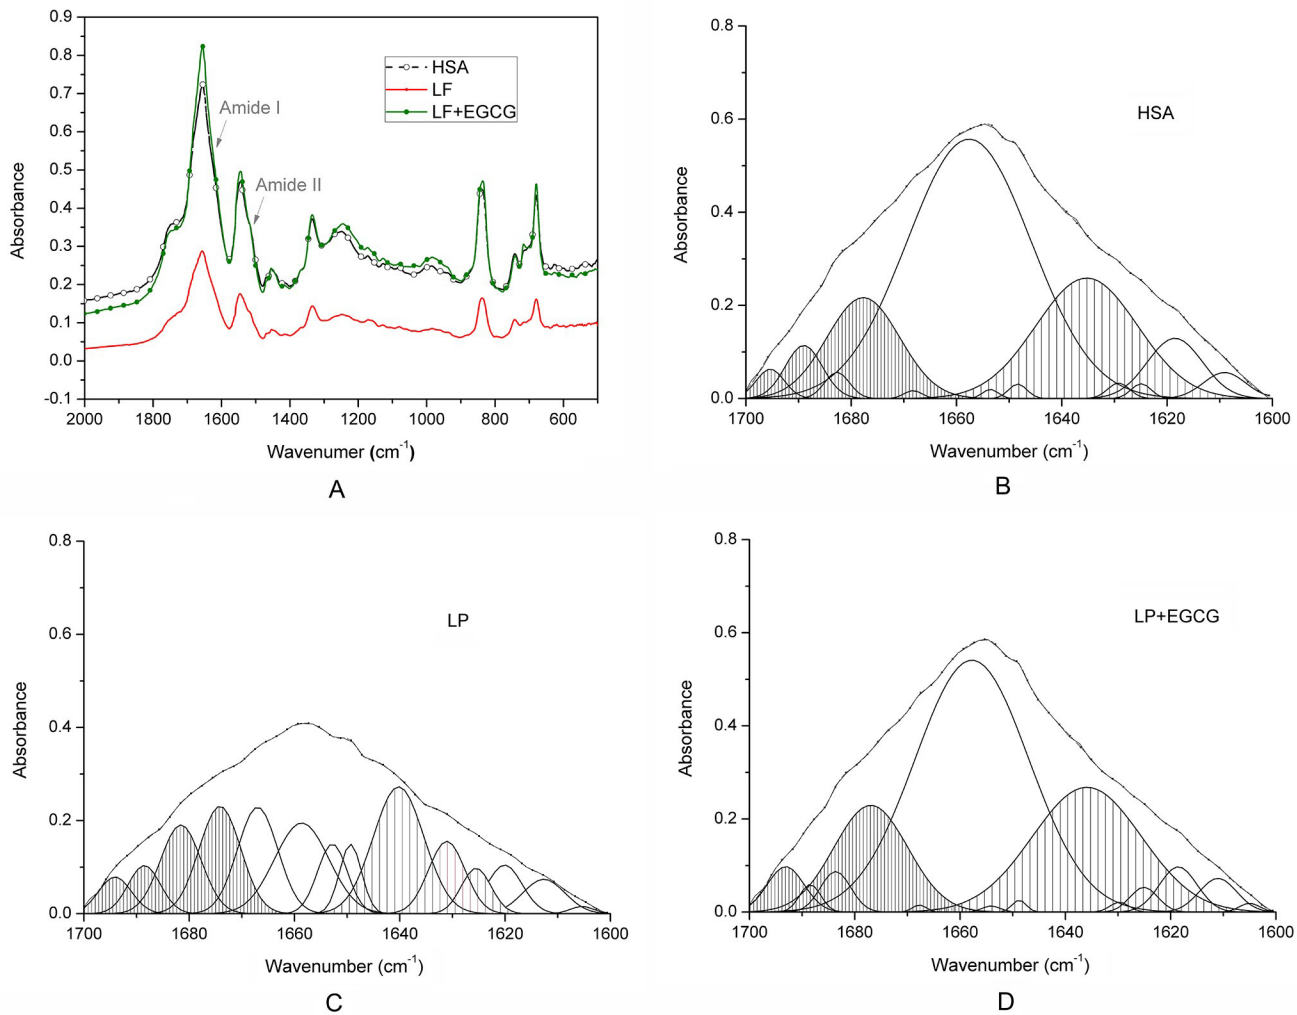 0.9
0.8
0.7
0.6
0.5
0.4
0.3
0.2
0.1
0.0
-0.1
Absorbance
HSA
LF
LF+EGCG
Amide I
Amide II
2000 1800 1600 1400 1200 1000 800 600
Wavenumer (cm-1)
A
0.8
0.6
0.4
0.2
0.0
Absorbance
HSA
1700 1680 1660 1640 1620 1600
Wavenumber (cm-1)
B
0.8
0.6
0.4
0.2
0.0
Absorbance
LP
1700 1680 1660 1640 1620 1600
Wavenumber (cm-1)
C
0.8
0.6
0.4
0.2
0.0
Absorbance
LP+EGCG
1700 1680 1660 1640 1620 1600
Wavenumber (cm-1)
D